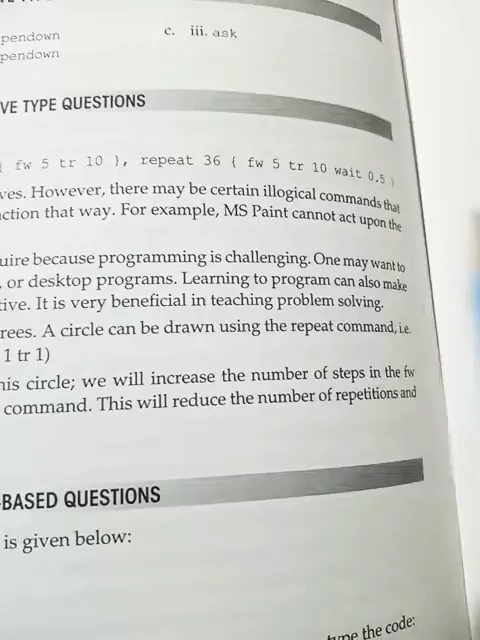 pendown
c. iii. ask
pendown
VE TYPE QUESTIONS
{ fw 5 tr 10 }, repeat 36 { fw 5 tr 10 wait 0.5 }
ves. However, there may be certain illogical commands that
action that way. For example, MS Paint cannot act upon the
uire because programming is challenging. One may want to
, or desktop programs. Learning to program can also make
tive. It is very beneficial in teaching problem solving.
rees. A circle can be drawn using the repeat command, i.e.
1 tr 1)
his circle; we will increase the number of steps in the fw
command. This will reduce the number of repetitions and
-BASED QUESTIONS
is given below:
type the code: